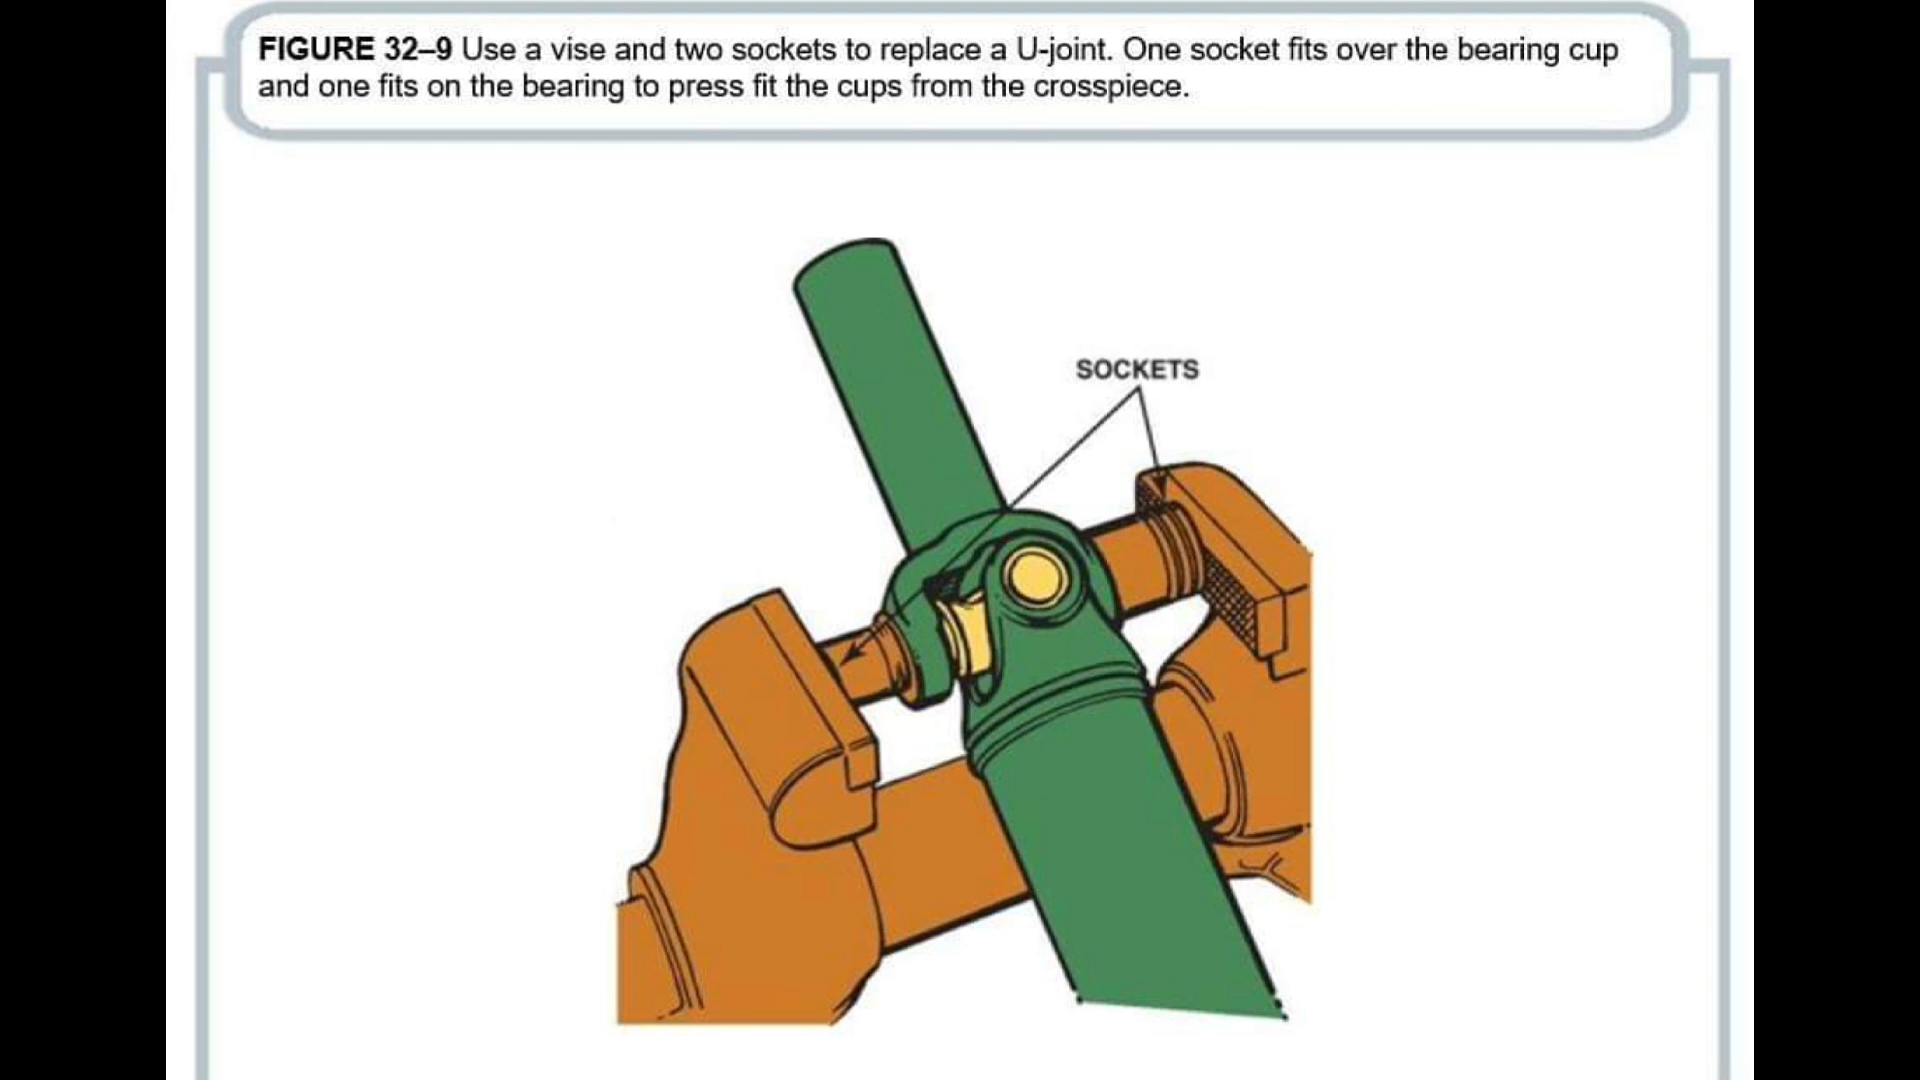 FIGURE 32–9 Use a vise and two sockets to replace a U-joint. One socket fits over the bearing cup
and one fits on the bearing to press fit the cups from the crosspiece.
SOCKETS